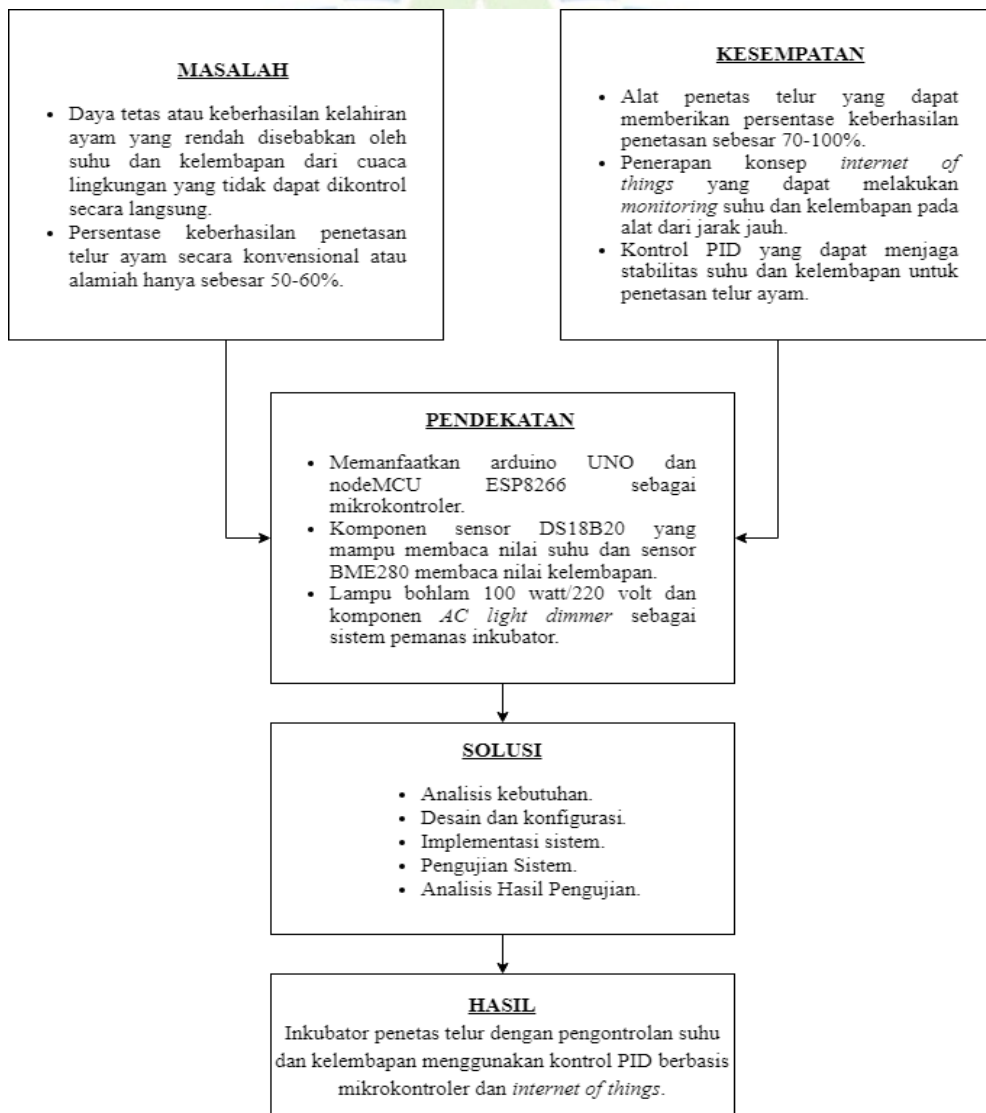 MASALAH
• Daya tetas atau keberhasilan kelahiran
ayam yang rendah disebabkan oleh
suhu dan kelembapan dari cuaca
lingkungan yang tidak dapat dikontrol
secara langsung.
• Persentase keberhasilan penetasan
telur ayam secara konvensional atau
alamiah hanya sebesar 50-60%.
KESEMPATAN
• Alat penetas telur yang dapat
memberikan persentase keberhasilan
penetasan sebesar 70-100%.
• Penerapan konsep internet of
things yang dapat melakukan
monitoring suhu dan kelembapan pada
alat dari jarak jauh.
• Kontrol PID yang dapat menjaga
stabilitas suhu dan kelembapan untuk
penetasan telur ayam.
PENDEKATAN
• Memanfaatkan arduino UNO dan
nodeMCU ESP8266 sebagai
mikrokontroler.
• Komponen sensor DS18B20 yang
mampu membaca nilai suhu dan sensor
BME280 membaca nilai kelembapan.
• Lampu bohlam 100 watt/220 volt dan
komponen AC light dimmer sebagai
sistem pemanas inkubator.
SOLUSI
• Analisis kebutuhan.
• Desain dan konfigurasi.
• Implementasi sistem.
• Pengujian Sistem.
• Analisis Hasil Pengujian.
HASIL
Inkubator penetas telur dengan pengontrolan suhu
dan kelembapan menggunakan kontrol PID berbasis
mikrokontroler dan internet of things.